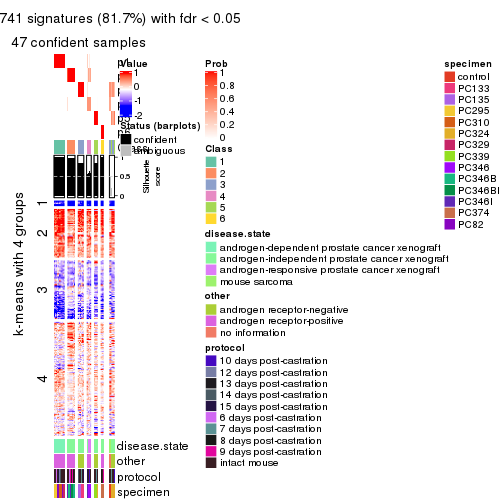 741 signatures (81.7%) with fdr < 0.05
47 confident samples
k-means with 4 groups
1
2
3
4
Value
1
0
-1
-2
Status (barplots)
confident
ambiguous
1
0.5
0
Silhouette
score
disease.state
other
protocol
specimen
Prob
1
0.8
0.6
0.4
0.2
0
Class
1
2
3
4
5
6
disease.state
androgen-dependent prostate cancer xenograft
androgen-independent prostate cancer xenograft
androgen-responsive prostate cancer xenograft
mouse sarcoma
other
androgen receptor-negative
androgen receptor-positive
no information
protocol
10 days post-castration
12 days post-castration
13 days post-castration
14 days post-castration
15 days post-castration
6 days post-castration
7 days post-castration
8 days post-castration
9 days post-castration
intact mouse
specimen
control
PC133
PC135
PC295
PC310
PC324
PC329
PC339
PC346
PC346B
PC346BI
PC346I
PC374
PC82